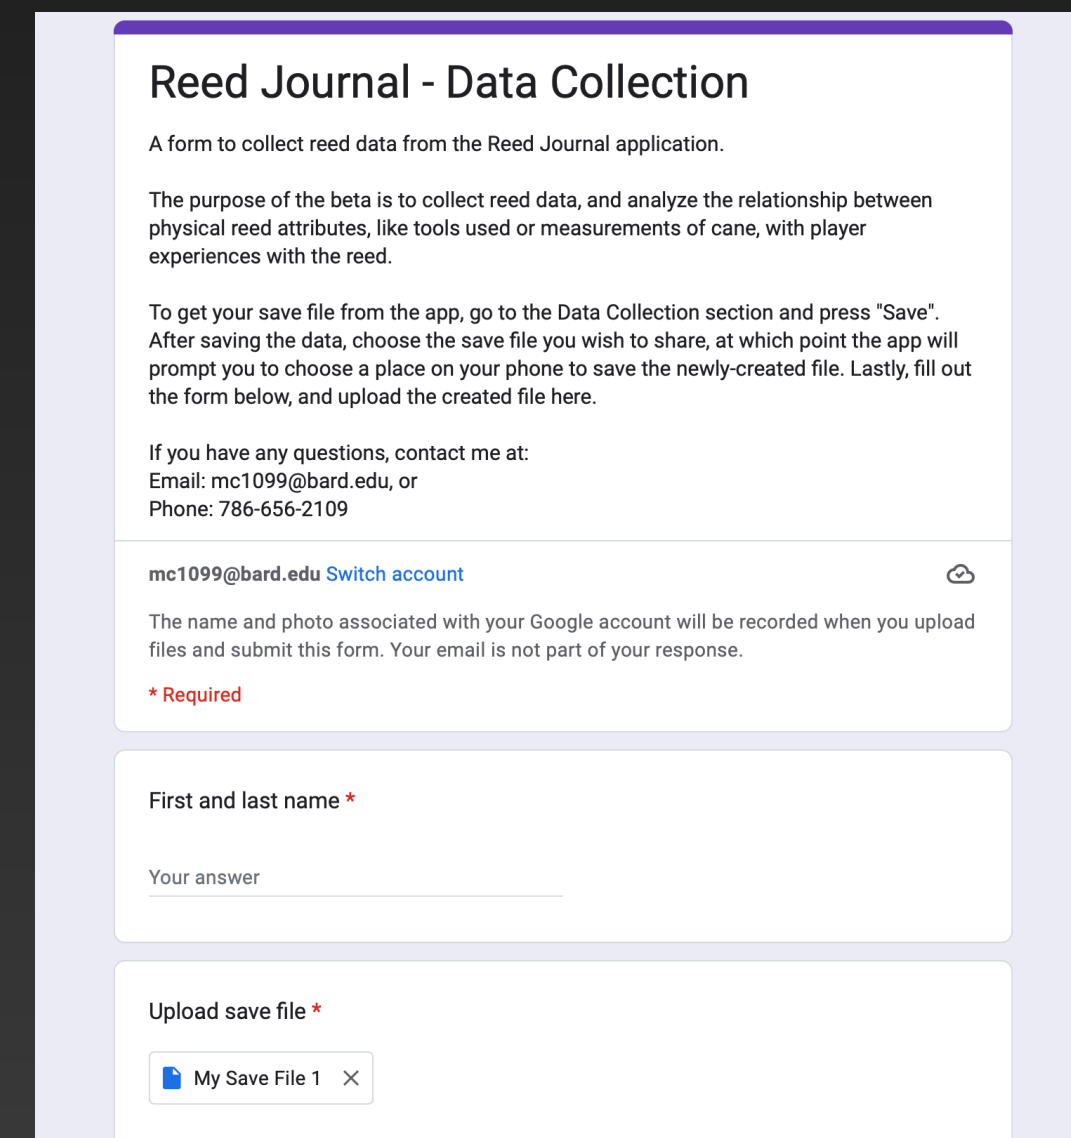 Reed Journal - Data Collection
A form to collect reed data from the Reed Journal application.
The purpose of the beta is to collect reed data, and analyze the relationship between
physical reed attributes, like tools used or measurements of cane, with player
experiences with the reed.
To get your save file from the app, go to the Data Collection section and press "Save".
After saving the data, choose the save file you wish to share, at which point the app will
prompt you to choose a place on your phone to save the newly-created file. Lastly, fill out
the form below, and upload the created file here.
If you have any questions, contact me at:
Email: mc1099@bard.edu, or
Phone: 786-656-2109
mc1099@bard.edu Switch account
The name and photo associated with your Google account will be recorded when you upload
files and submit this form. Your email is not part of your response.
* Required
First and last name *
Your answer
Upload save file *
My Save File 1